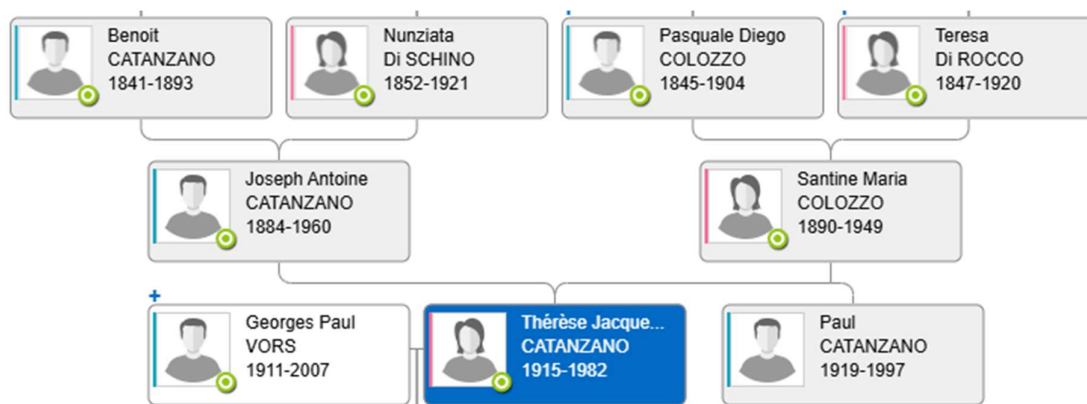 Benoit
CATANZANO
1841-1893
Nunziata
Di SCHINO
1852-1921
Pasquale Diego
COLOZZO
1845-1904
Teresa
Di ROCCO
1847-1920
Joseph Antoine
CATANZANO
1884-1960
Santine Maria
COLOZZO
1890-1949
+
Georges Paul
VORS
1911-2007
Thérèse Jacque...
CATANZANO
1915-1982
Paul
CATANZANO
1919-1997